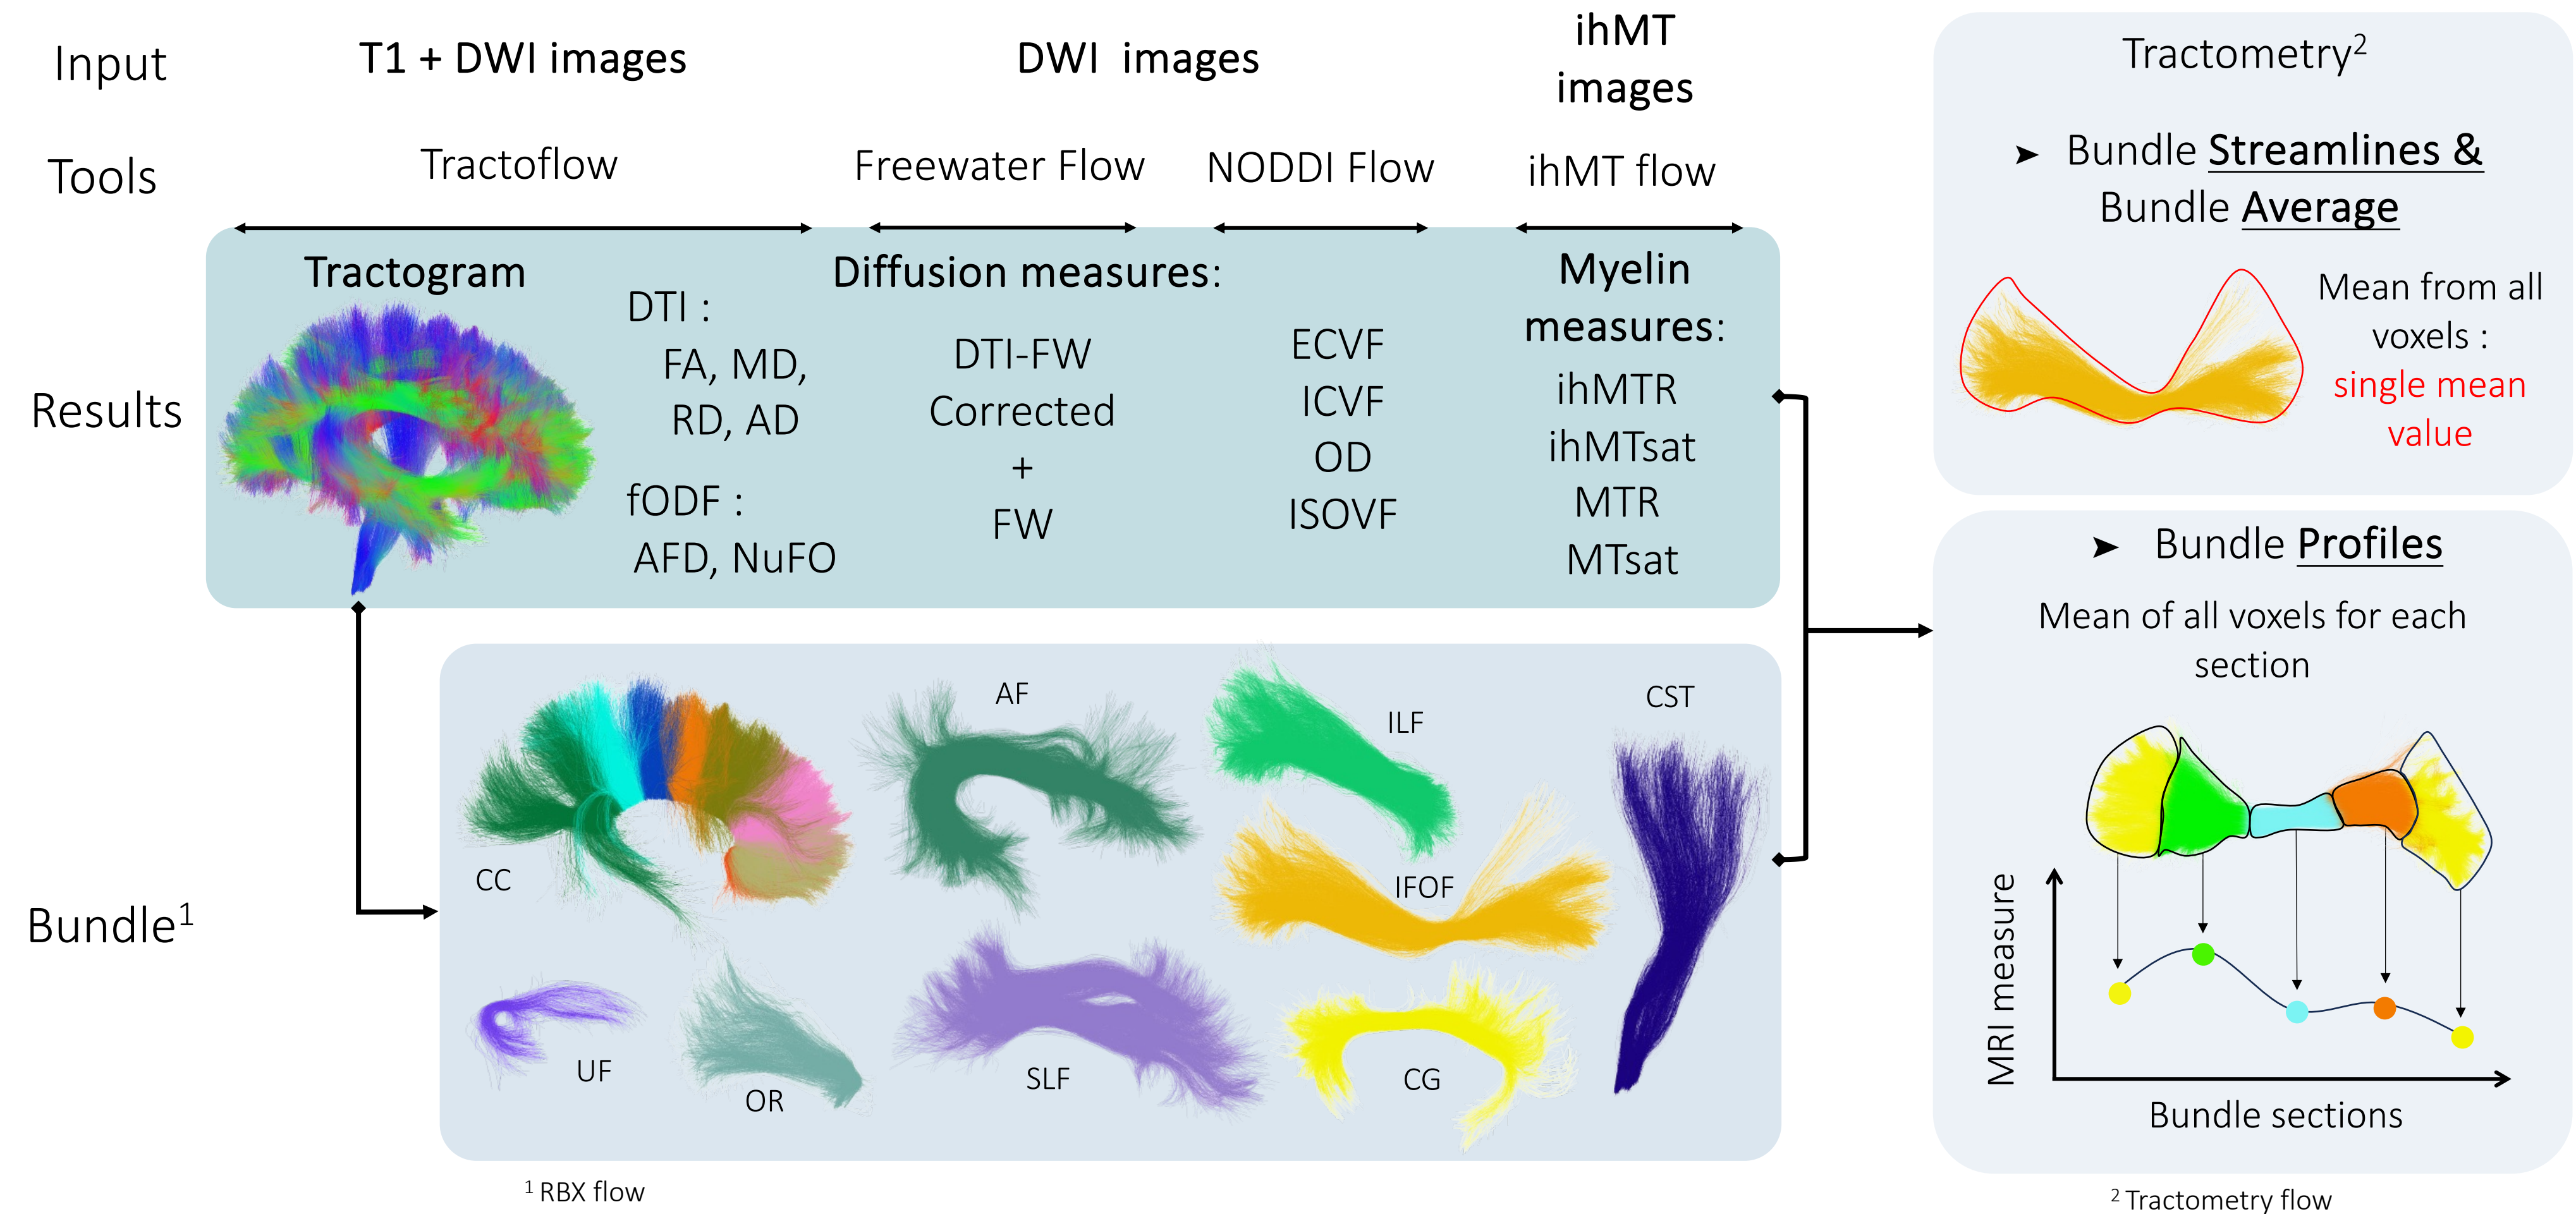 Input
T1 + DWI images
DWI images
ihMT
images
Tools
Tractoflow
Freewater Flow
NODDI Flow
ihMT flow
Results
Tractogram
DTI :
FA, MD,
RD, AD
fODF :
AFD, NuFO
Diffusion measures:
DTI-FW
Corrected
+
FW
ECVF
ICVF
OD
ISOVF
Myelin
measures:
ihMTR
ihMTsat
MTR
MTsat
Bundle¹
CC
AF
ILF
CST
IFOF
UF
OR
SLF
CG
¹ RBX flow
Tractometry²
➤ Bundle Streamlines &
Bundle Average
Mean from all
voxels :
single mean
value
➤ Bundle Profiles
Mean of all voxels for each
section
MRI measure
Bundle sections
² Tractometry flow